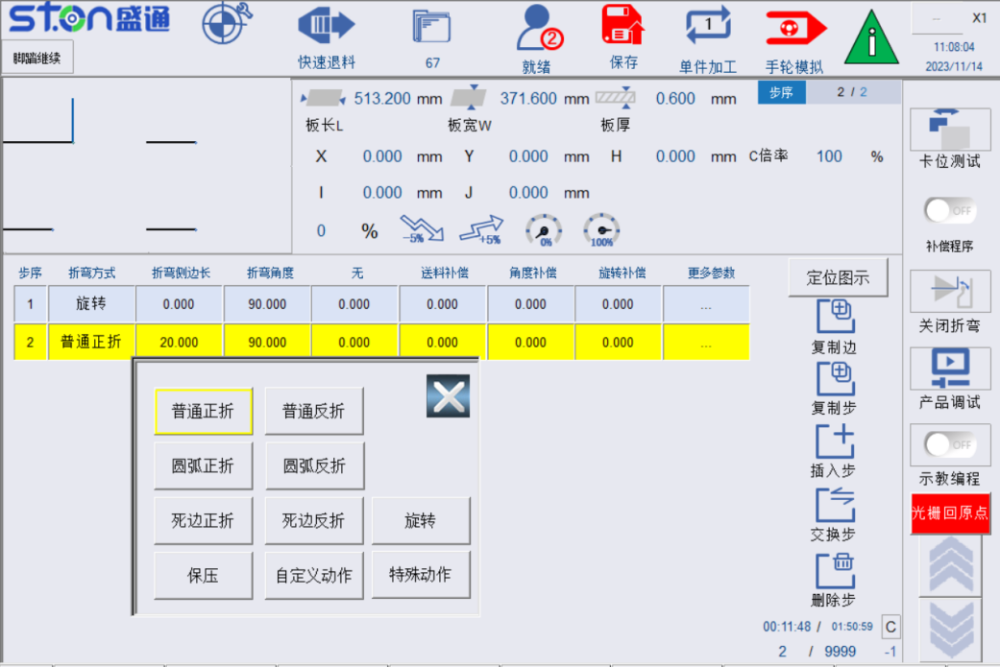 STON盛通
脚踏继续
快速退料
67
2
就绪
保存
1
单件加工
手轮模拟
i
...
X1
11:08:04
2023/11/14
513.200 mm
371.600 mm
0.600 mm
步序
2 / 2
板长L
板宽W
板厚
X 0.000 mm Y 0.000 mm H 0.000 mm C倍率 100 %
I 0.000 mm J 0.000 mm
0 % -5% +5% 0% 100%
卡位测试
OFF
补偿程序
关闭折弯
产品调试
OFF
示教编程
光栅回原点
步序 折弯方式 折弯侧边长 折弯角度 无 送料补偿 角度补偿 旋转补偿 更多参数
1 旋转 0.000 90.000 0.000 0.000 0.000 0.000 ...
2 普通正折 20.000 90.000 0.000 0.000 0.000 0.000 ...
定位图示
复制边
复制步
插入步
交换步
删除步
普通正折 普通反折
圆弧正折 圆弧反折
死边正折 死边反折 旋转
保压 自定义动作 特殊动作
00:11:48 / 01:50:59 C
2 / 9999 -1